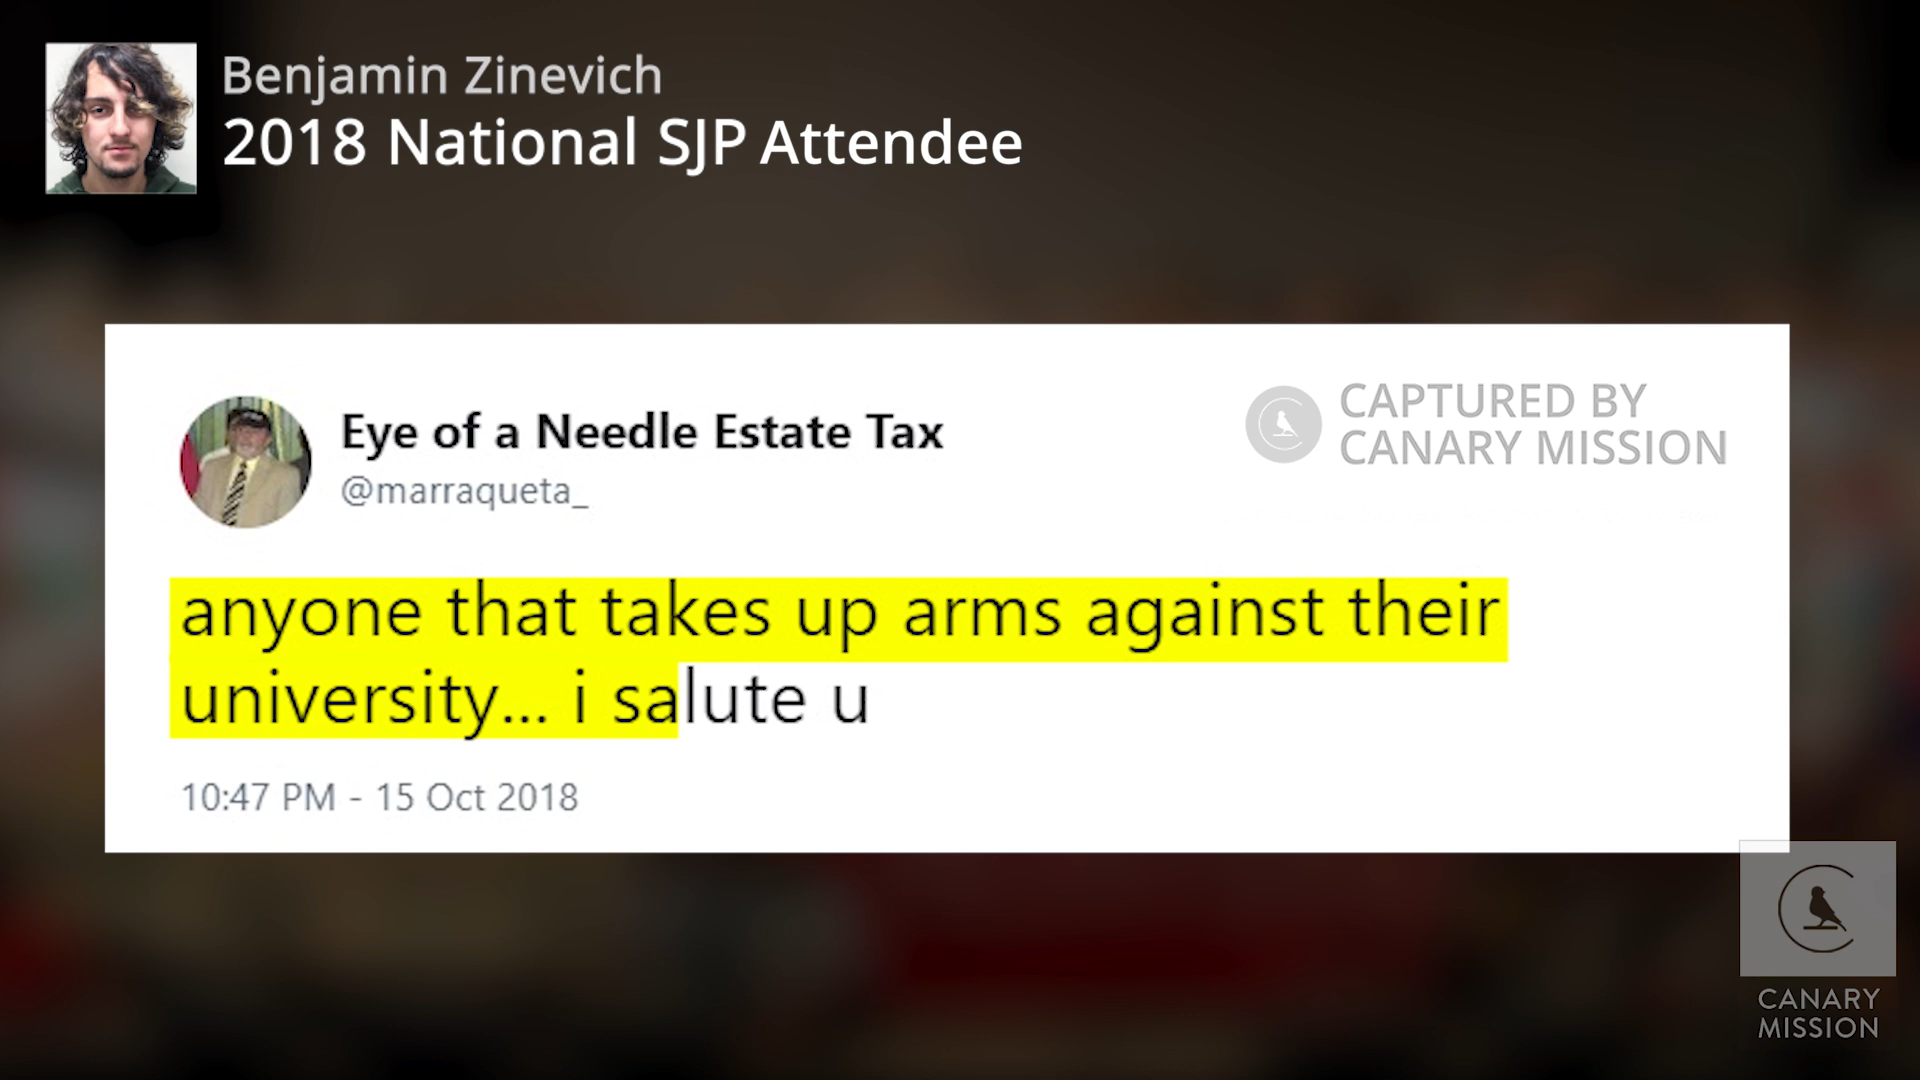 Benjamin Zinevich
2018 National SJP Attendee
Eye of a Needle Estate Tax
@marraqueta_
CAPTURED BY
CANARY MISSION
anyone that takes up arms against their
university... i salute u
10:47 PM - 15 Oct 2018
CANARY
MISSION